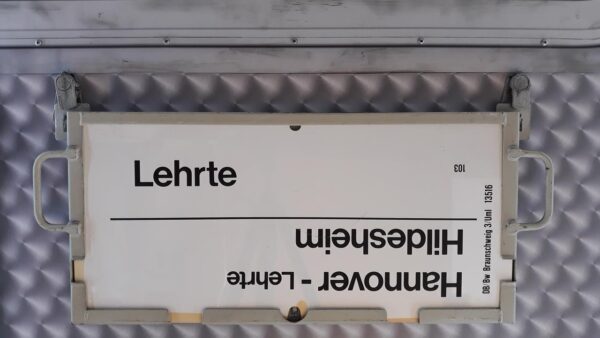 Lehrte
103
Hannover - Lehrte
Hildesheim
DB/Bw Braunschweig 3/Uml 13516